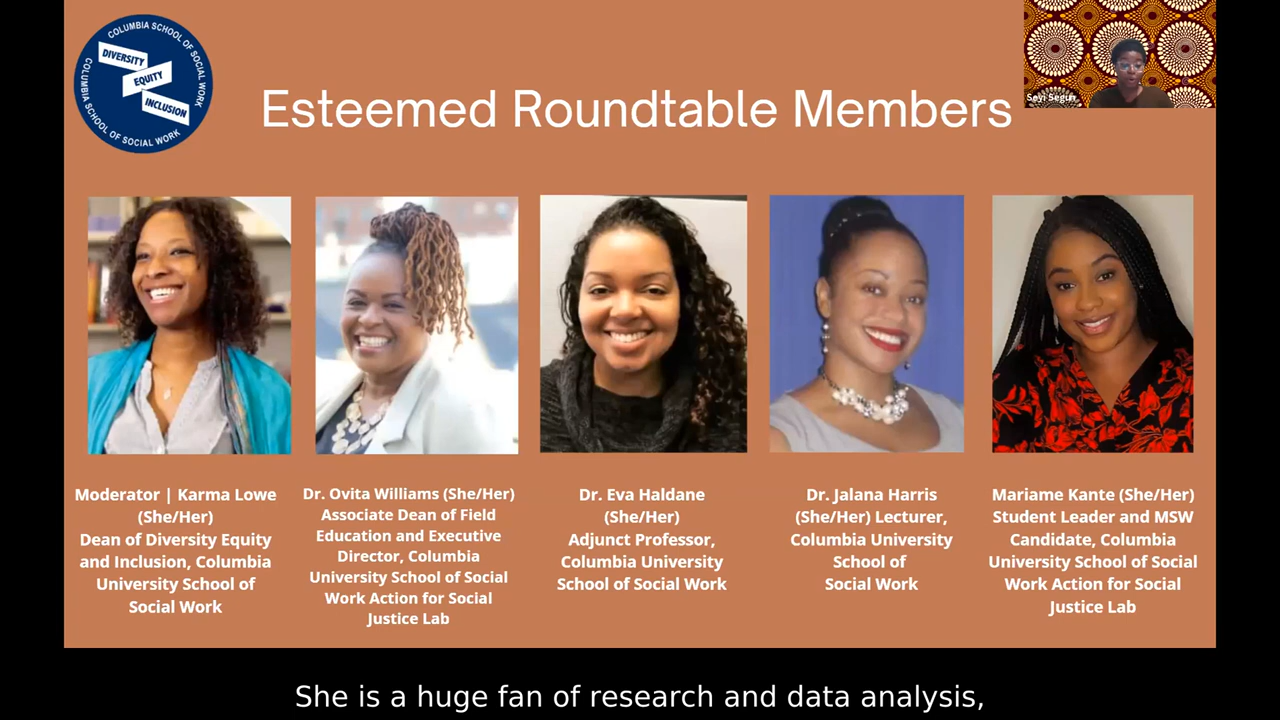 COLUMBIA SCHOOL OF SOCIAL WORK
DIVERSITY
EQUITY
INCLUSION
COLUMBIA SCHOOL OF SOCIAL WORK
Esteemed Roundtable Members
Seyi Segun
Moderator | Karma Lowe
(She/Her)
Dean of Diversity Equity
and Inclusion, Columbia
University School of
Social Work
Dr. Ovita Williams (She/Her)
Associate Dean of Field
Education and Executive
Director, Columbia
University School of Social
Work Action for Social
Justice Lab
Dr. Eva Haldane
(She/Her)
Adjunct Professor,
Columbia University
School of Social Work
Dr. Jalana Harris
(She/Her) Lecturer,
Columbia University
School of
Social Work
Mariame Kante (She/Her)
Student Leader and MSW
Candidate, Columbia
University School of Social
Work Action for Social
Justice Lab
She is a huge fan of research and data analysis,